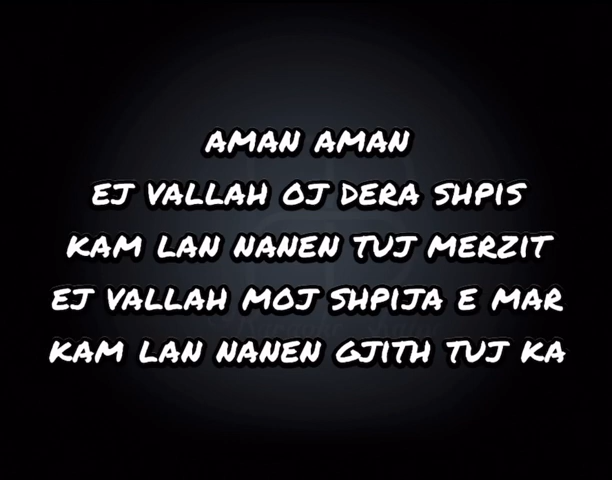 AMAN AMAN
EJ VALLAH OJ DERA SHPIS
KAM LAN NANEN TUJ MERZIT
EJ VALLAH MOJ SHPIJA E MAR
KAM LAN NANEN GJITH TUJ KA